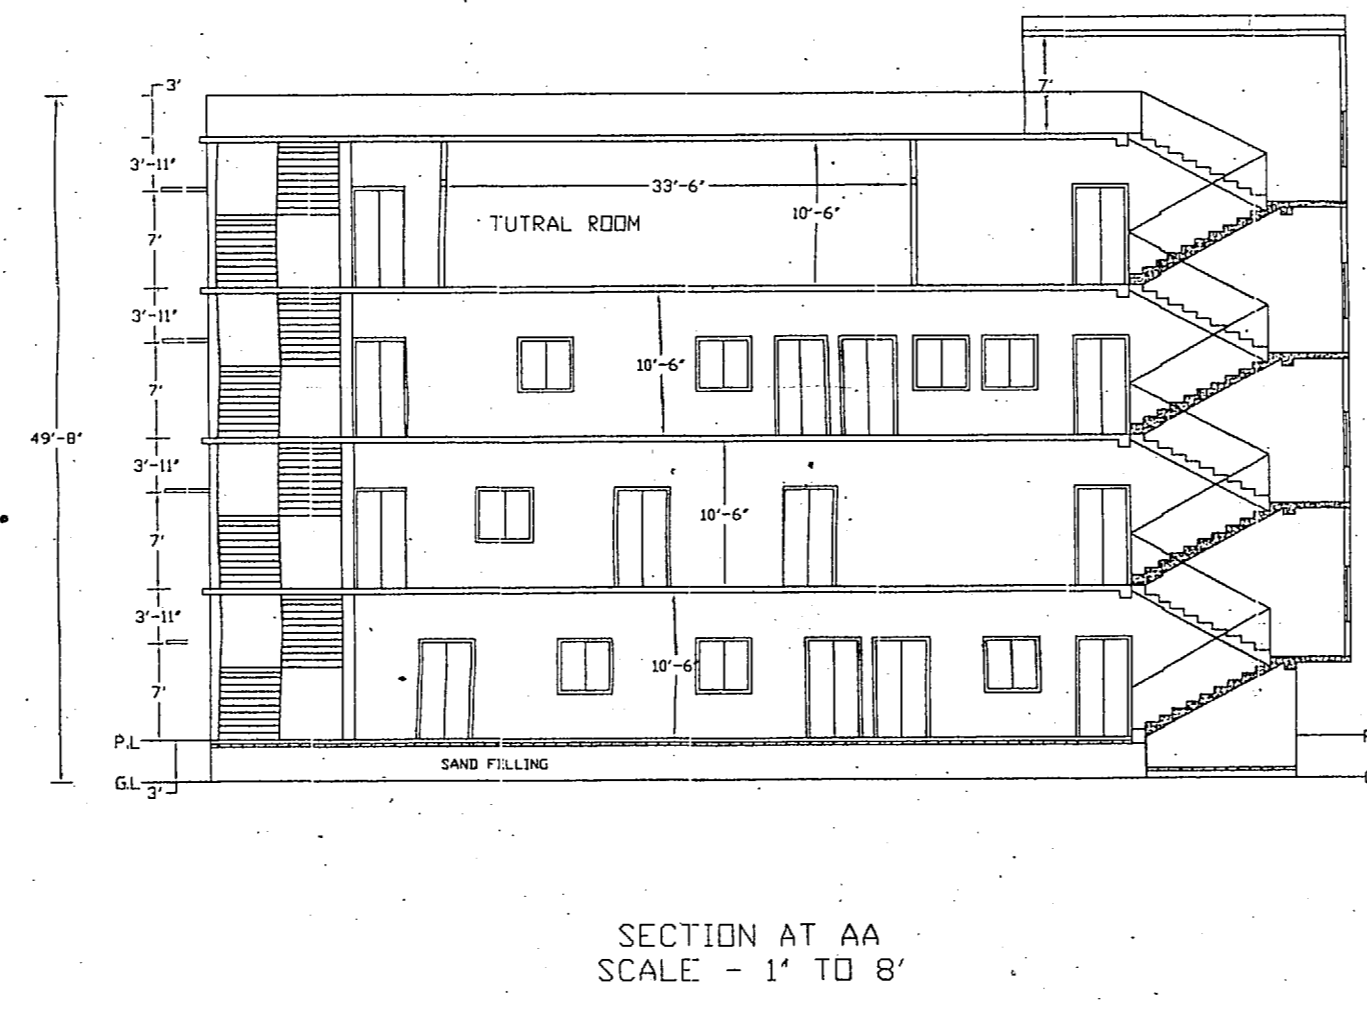 3'
7'
3'-11"
33'-6"
10'-6"
TUTRAL ROOM
7'
3'-11"
10'-6"
7'
49'-8"
3'-11"
10'-6"
7'
3'-11"
10'-6"
7'
P.L
SAND FILLING
G.L
3'
SECTION AT AA
SCALE - 1" TO 8'